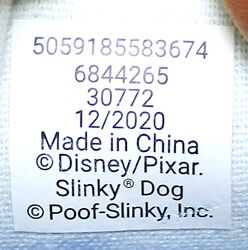 5059185583674
6844265
30772
12/2020
Made in China
© Disney/Pixar.
Slinky® Dog
© Poof-Slinky, Inc.